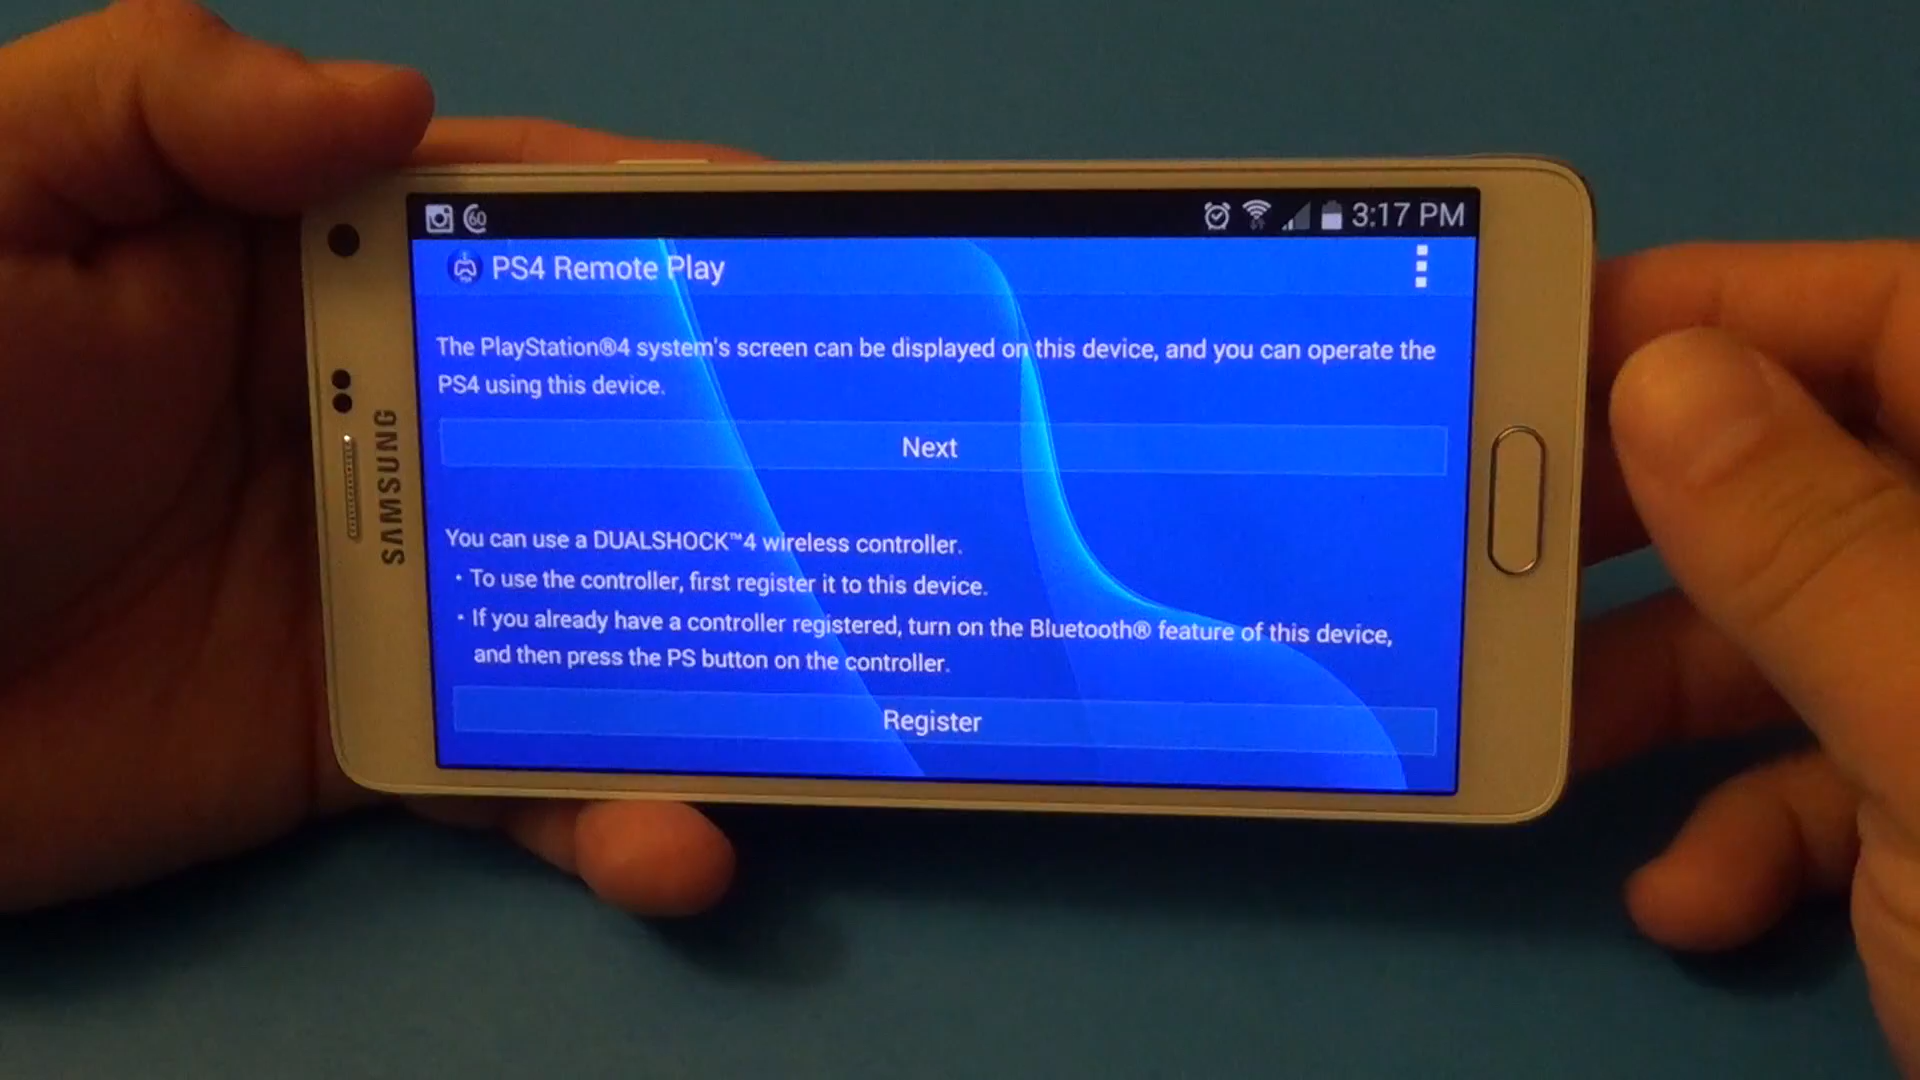 60
3:17 PM
PS4 Remote Play
The PlayStation®4 system's screen can be displayed on this device, and you can operate the
PS4 using this device.
Next
SAMSUNG
You can use a DUALSHOCK™4 wireless controller.
• To use the controller, first register it to this device.
• If you already have a controller registered, turn on the Bluetooth® feature of this device,
and then press the PS button on the controller.
Register